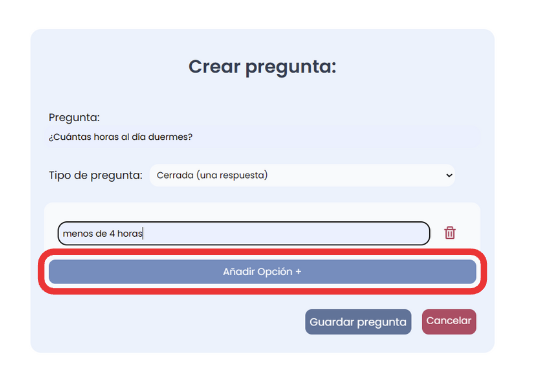 Crear pregunta:
Pregunta:
¿Cuántas horas al día duermes?
Tipo de pregunta: Cerrada (una respuesta)
menos de 4 horas
Añadir Opción +
Guardar pregunta Cancelar